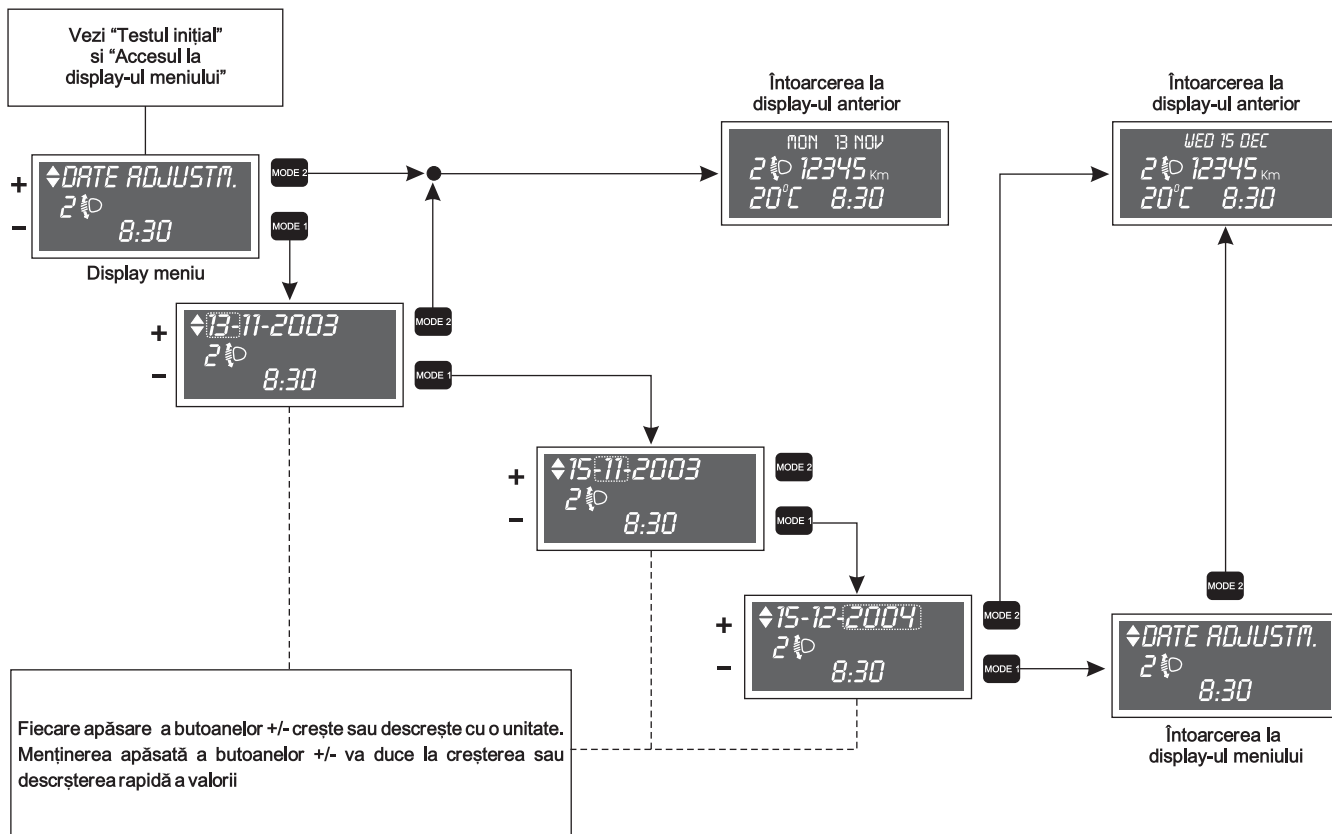 Vezi “Testul inițial”
si “Accesul la
display-ul meniului”
Întoarcerea la
display-ul anterior
MON 13 NOV
2 12345 Km
20°C 8:30
Întoarcerea la
display-ul anterior
WED 15 DEC
2 12345 Km
20°C 8:30
+
–
DATE ADJUSTM.
2
8:30
MODE 2
MODE 1
Display meniu
+
–
13-11-2003
2
8:30
MODE 2
MODE 1
+
–
15-11-2003
2
8:30
MODE 2
MODE 1
+
–
15-12-2004
2
8:30
MODE 2
MODE 1
MODE 2
DATE ADJUSTM.
2
8:30
Întoarcerea la
display-ul meniului
Fiecare apăsare a butoanelor +/- crește sau descrește cu o unitate.
Menținerea apăsată a butoanelor +/- va duce la creșterea sau
descrșterea rapidă a valorii